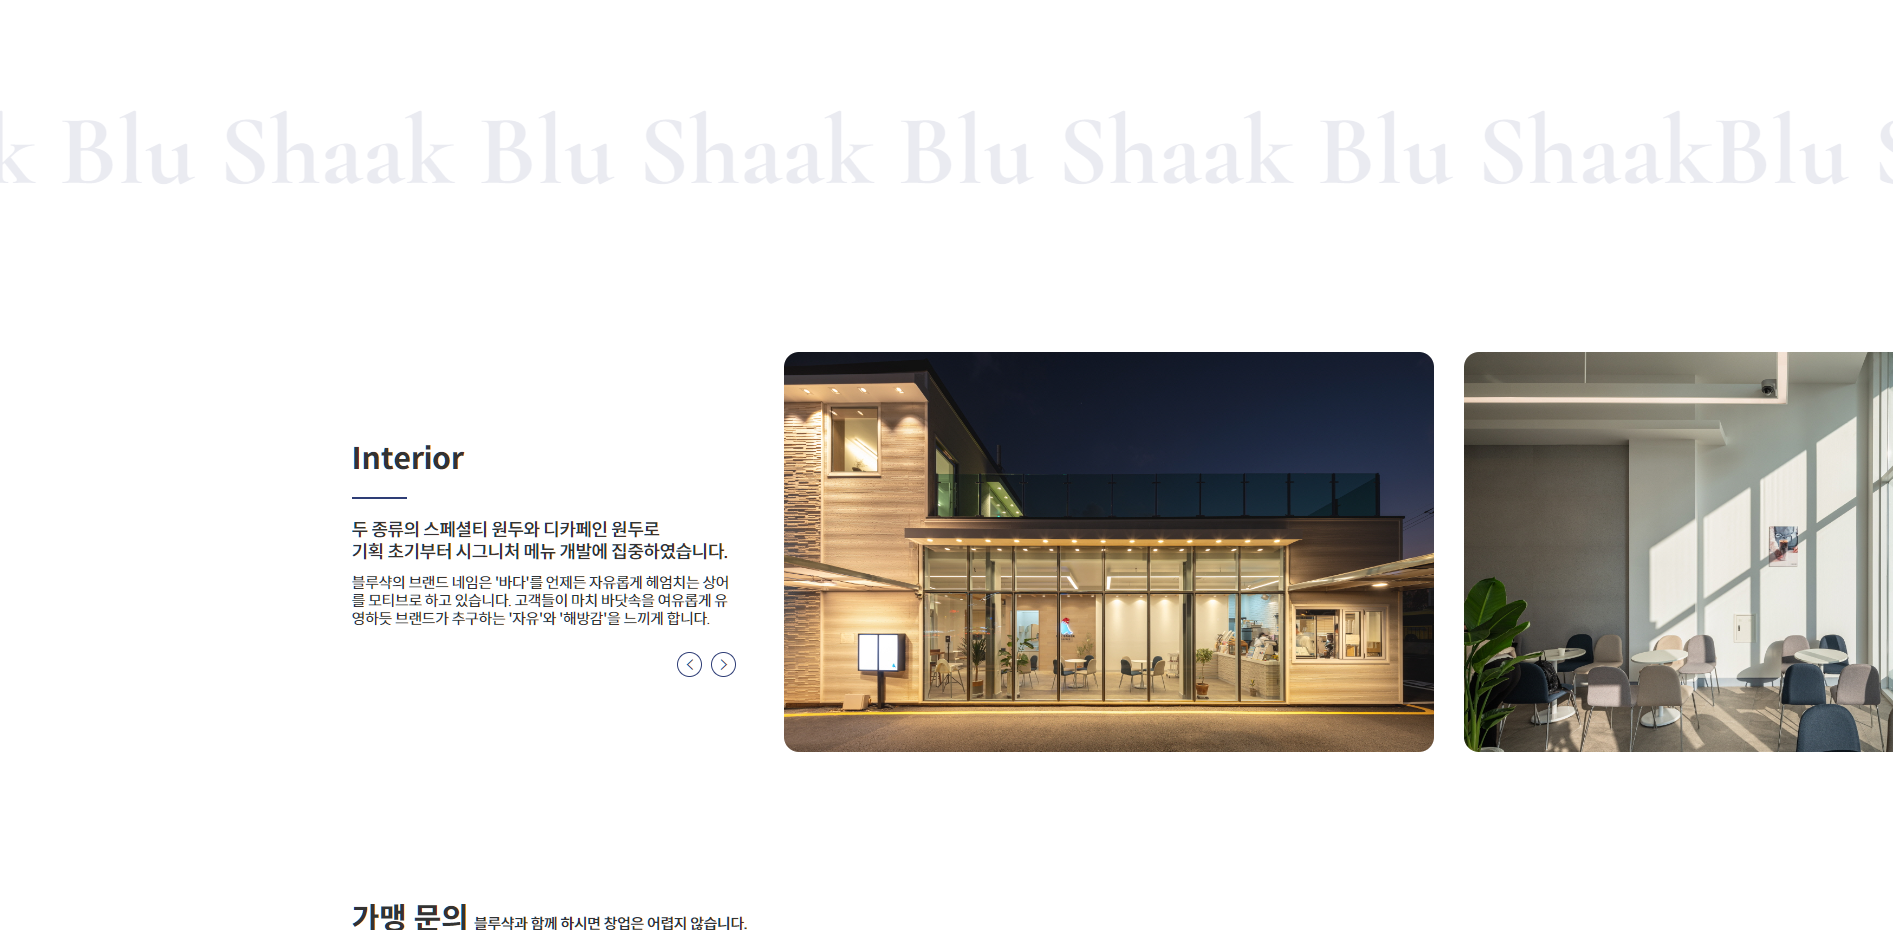 k Blu Shaak Blu Shaak Blu Shaak Blu ShaakBlu S
Interior
두 종류의 스페셜티 원두와 디카페인 원두로
기획 초기부터 시그니처 메뉴 개발에 집중하였습니다.
블루샥의 브랜드 네임은 '바다'를 언제든 자유롭게 헤엄치는 상어
를 모티브로 하고 있습니다. 고객들이 마치 바닷속을 여유롭게 유
영하듯 브랜드가 추구하는 '자유'와 '해방감'을 느끼게 합니다.
가맹 문의 블루샥과 함께 하시면 창업은 어렵지 않습니다.